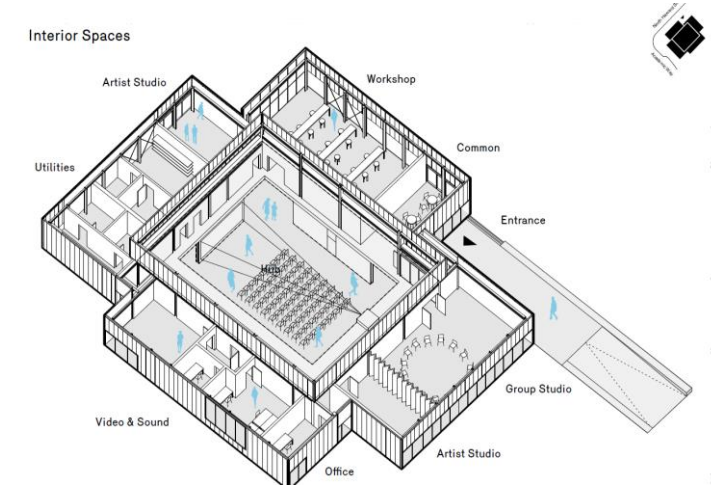 Interior Spaces
Artist Studio
Workshop
Utilities
Common
Entrance
Hub
Group Studio
Video & Sound
Artist Studio
Office